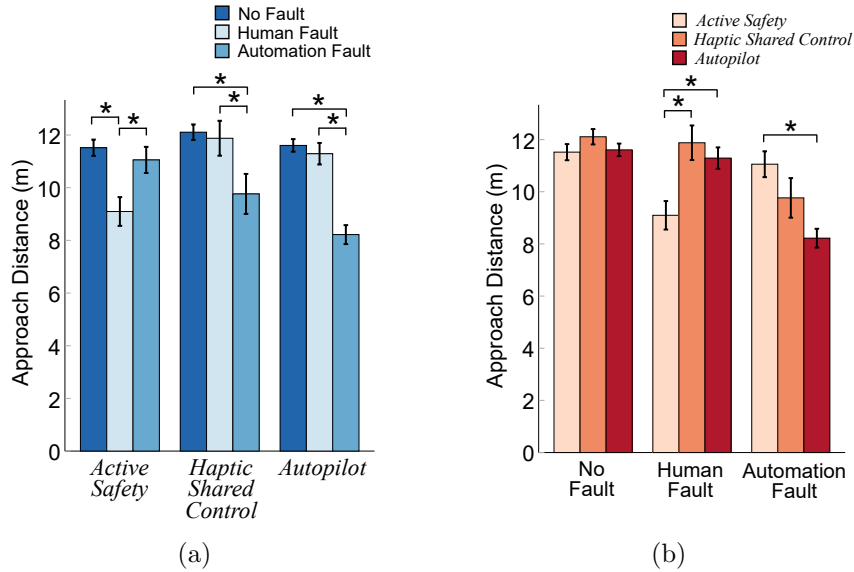 No Fault
Human Fault
Automation Fault
* * * * * *
Approach Distance (m)
12
10
8
6
4
2
0
Active
Safety
Haptic
Shared
Control
Autopilot
(a)
Active Safety
Haptic Shared Control
Autopilot
* * *
Approach Distance (m)
12
10
8
6
4
2
0
No
Fault
Human
Fault
Automation
Fault
(b)